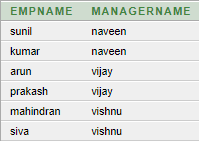 EMPNAME MANAGERNAME
sunil naveen
kumar naveen
arun vijay
prakash vijay
mahindran vishnu
siva vishnu